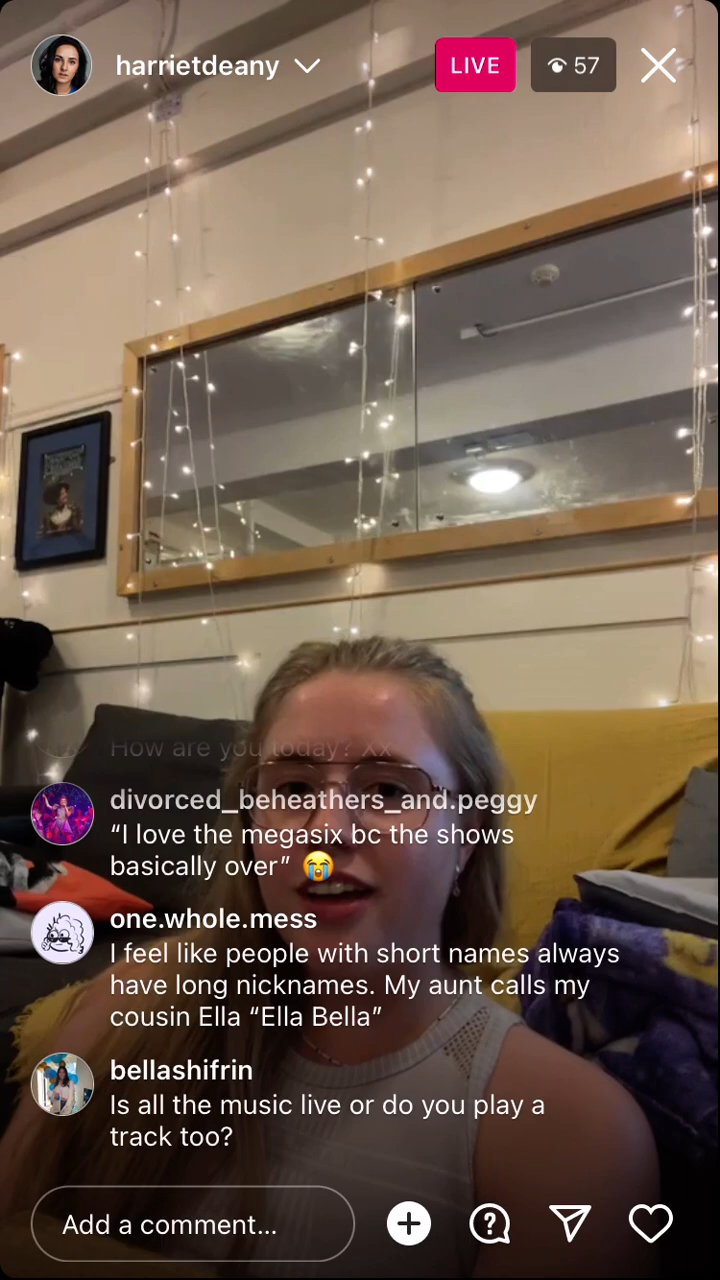 harrietdeany
LIVE
57
How are you today? Xx
divorced_beheathers_and.peggy
“I love the megasix bc the shows
basically over” 😭
one.whole.mess
I feel like people with short names always
have long nicknames. My aunt calls my
cousin Ella “Ella Bella”
bellashifrin
Is all the music live or do you play a
track too?
Add a comment...